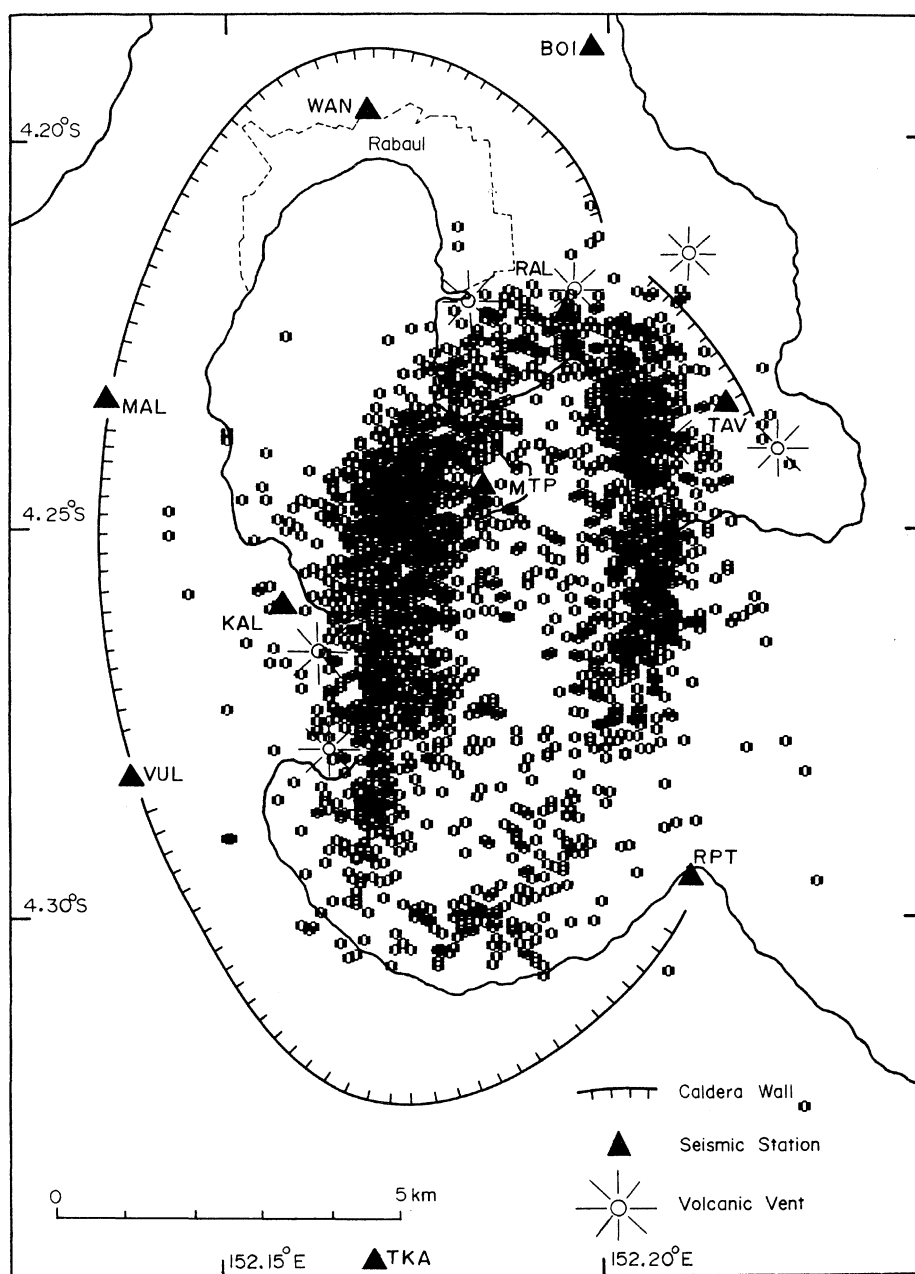 BOI
WAN
4.20°S
Rabaul
RAL
MAL
TAV
MTP
4.25°S
KAL
VUL
RPT
4.30°S
Caldera Wall
Seismic Station
0
5 km
Volcanic Vent
152.15°E
TKA
152.20°E